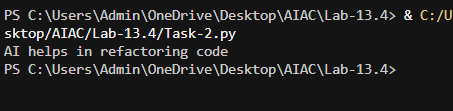 PS C:\Users\Admin\OneDrive\Desktop\AIAC\Lab-13.4> & C:/U
sktop/AIAC/Lab-13.4/Task-2.py
AI helps in refactoring code
PS C:\Users\Admin\OneDrive\Desktop\AIAC\Lab-13.4>